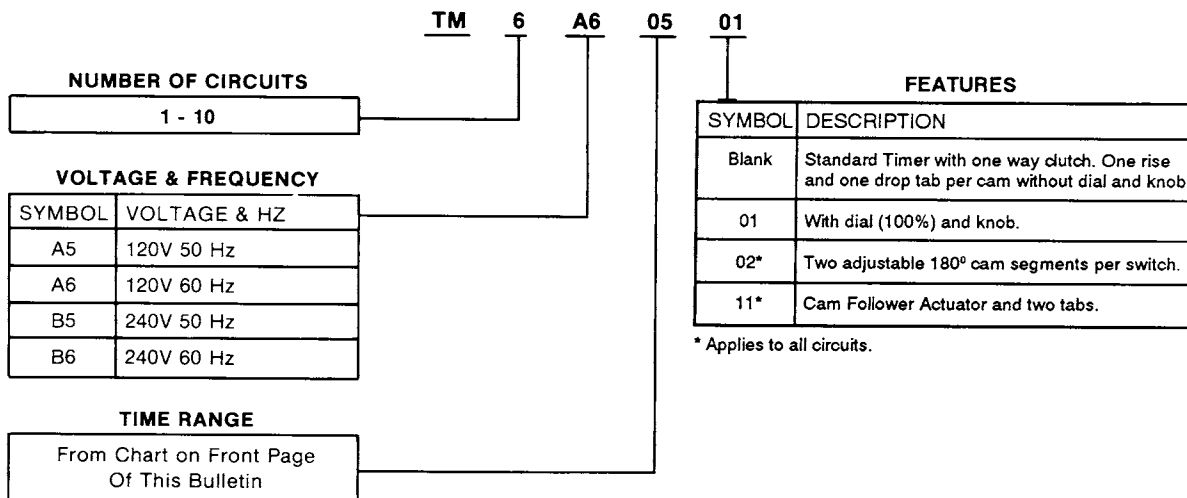 TM 6 A6 05 01
NUMBER OF CIRCUITS
1 - 10
VOLTAGE & FREQUENCY
SYMBOL VOLTAGE & HZ
A5 120V 50 Hz
A6 120V 60 Hz
B5 240V 50 Hz
B6 240V 60 Hz
TIME RANGE
From Chart on Front Page
Of This Bulletin
FEATURES
SYMBOL DESCRIPTION
Blank Standard Timer with one way clutch. One rise
and one drop tab per cam without dial and knob
01 With dial (100%) and knob.
02* Two adjustable 180º cam segments per switch.
11* Cam Follower Actuator and two tabs.
* Applies to all circuits.